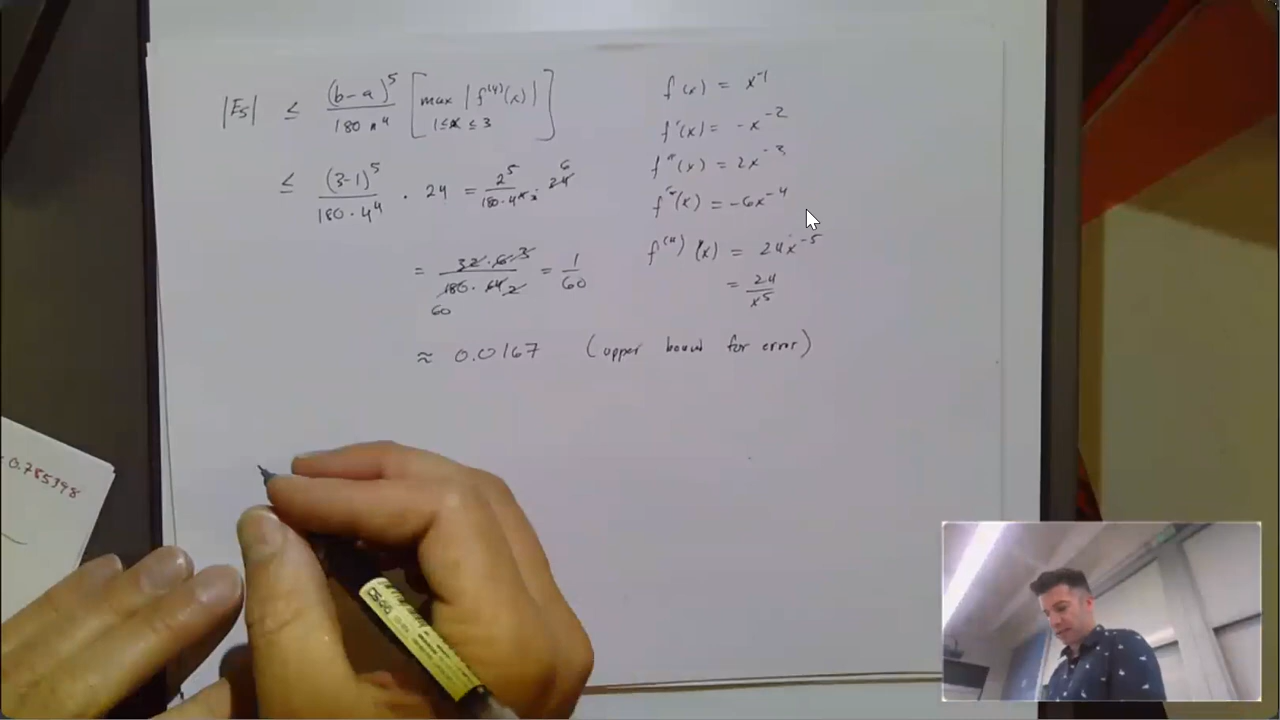 |E_S| ≤ (b-a)^5 / 180 n^4 [ max |f^(4)(x)| ]
1≤x≤3
≤ (3-1)^5 / 180 · 4^4 · 24 = 2^5 / 180 · 4^4 · 24
6
= 32 · 6 · 3 / 180 · 64 · 2 = 1/60
60
≈ 0.0167 (upper bound for error)
f(x) = x^-1
f'(x) = -x^-2
f''(x) = 2x^-3
f'''(x) = -6x^-4
f^(4)(x) = 24x^-5
= 24 / x^5
0.785398